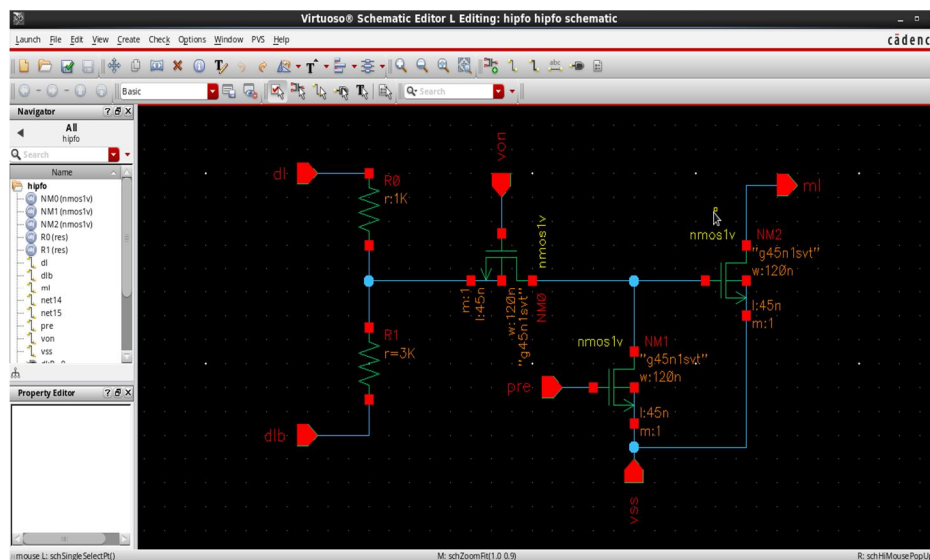 Virtuoso® Schematic Editor L Editing: hipfo hipfo schematic
Launch File Edit View Create Check Options Window PVS Help
cādenc
abc
Basic
Search
Navigator
All
hipfo
Search
Name
hipfo
NM0 (nmos1v)
NM1 (nmos1v)
NM2 (nmos1v)
R0 (res)
R1 (res)
dl
dlb
ml
net14
net15
pre
von
vss
Property Editor
von
dl
R0
r:1K
nmos1v
m:1
l:45n
w:120n
"g45n1svt"
NM0
ml
nmos1v
NM2
"g45n1svt"
w:120n
l:45n
m:1
R1
r=3K
nmos1v
NM1
"g45n1svt"
w:120n
pre
l:45n
m:1
dlb
vss
mouse L: schSingleSelectPt()
M: schZoomFit(1.0 0.9)
R: schHiMousePopU